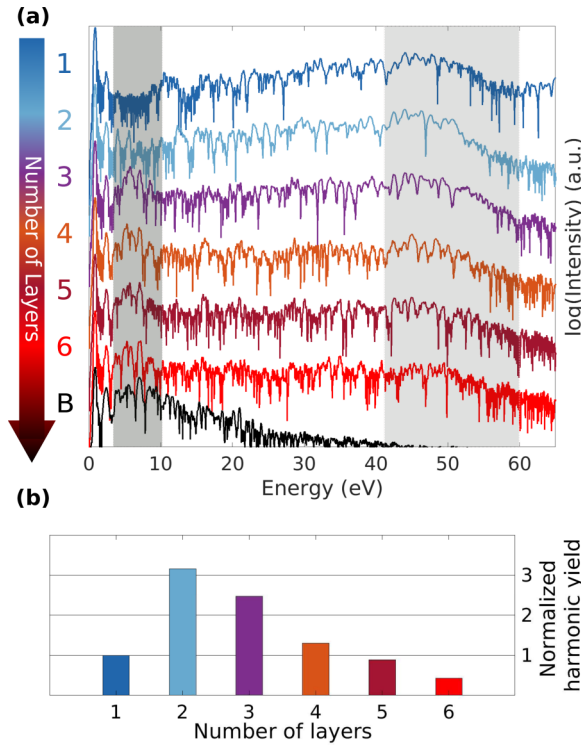 (a)
1
2
3
4
5
6
B
Number of Layers
log(Intensity) (a.u.)
0 10 20 30 40 50 60
Energy (eV)
(b)
3
2
1
Normalized
harmonic yield
1 2 3 4 5 6
Number of layers